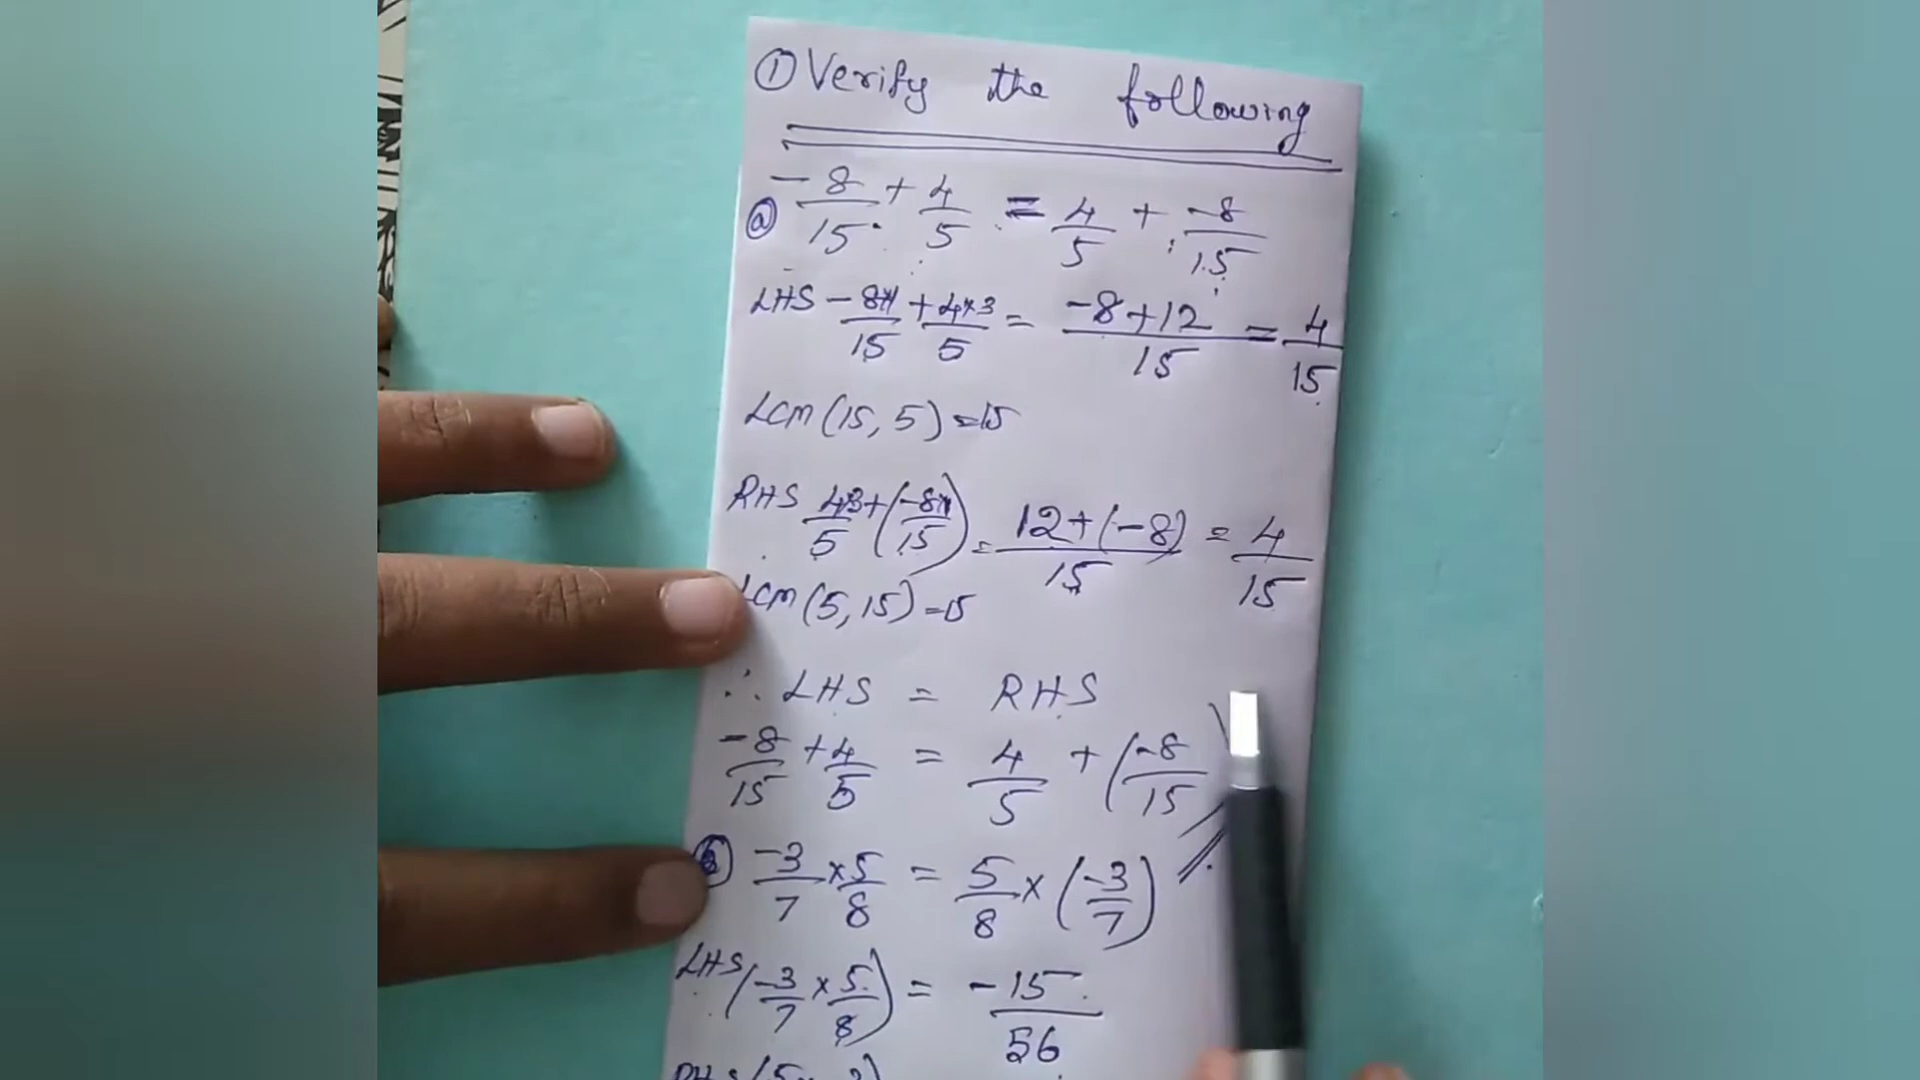 ① Verify the following
ⓐ -8/15 + 4/5 = 4/5 + -8/15
LHS -8×1/15 + 4×3/5 = -8+12/15 = 4/15
LCM (15, 5) = 15
RHS 4×3/5 + (-8×1/15) = 12+(-8)/15 = 4/15
LCM (5, 15) = 15
∴ LHS = RHS
-8/15 + 4/5 = 4/5 + (-8/15)
ⓑ -3/7 × 5/8 = 5/8 × (-3/7)
LHS (-3/7 × 5/8) = -15/56
RHS